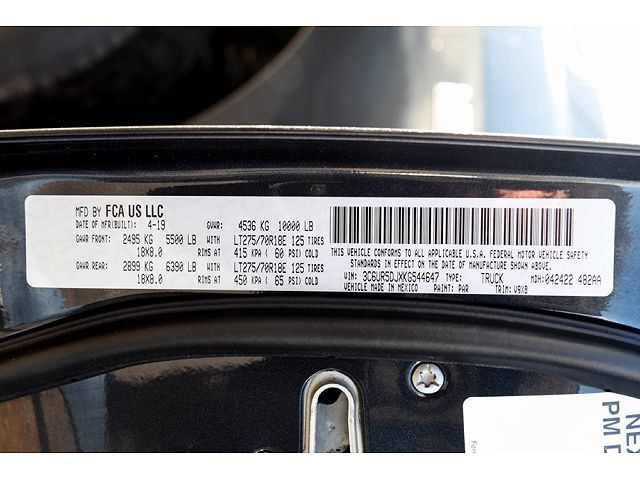 MFD BY FCA US LLC
DATE OF MFR(BUILT): 4-19 GVWR: 4536 KG 10000 LB
GAWR FRONT: 2495 KG 5500 LB WITH LT275/70R18E 125 TIRES
18X8.0 RIMS AT 415 KPA ( 60 PSI) COLD
GAWR REAR: 2899 KG 6390 LB WITH LT275/70R18E 125 TIRES
18X8.0 RIMS AT 450 KPA ( 65 PSI) COLD
THIS VEHICLE CONFORMS TO ALL APPLICABLE U.S.A. FEDERAL MOTOR VEHICLE SAFETY
STANDARDS IN EFFECT ON THE DATE OF MANUFACTURE SHOWN ABOVE.
VIN: 3C6UR5DJXKG544647 TYPE: TRUCK MDH: 042422 482AA
VEHICLE MADE IN MEXICO PAINT: PAR TRIM: V9X8
NEX
PM D